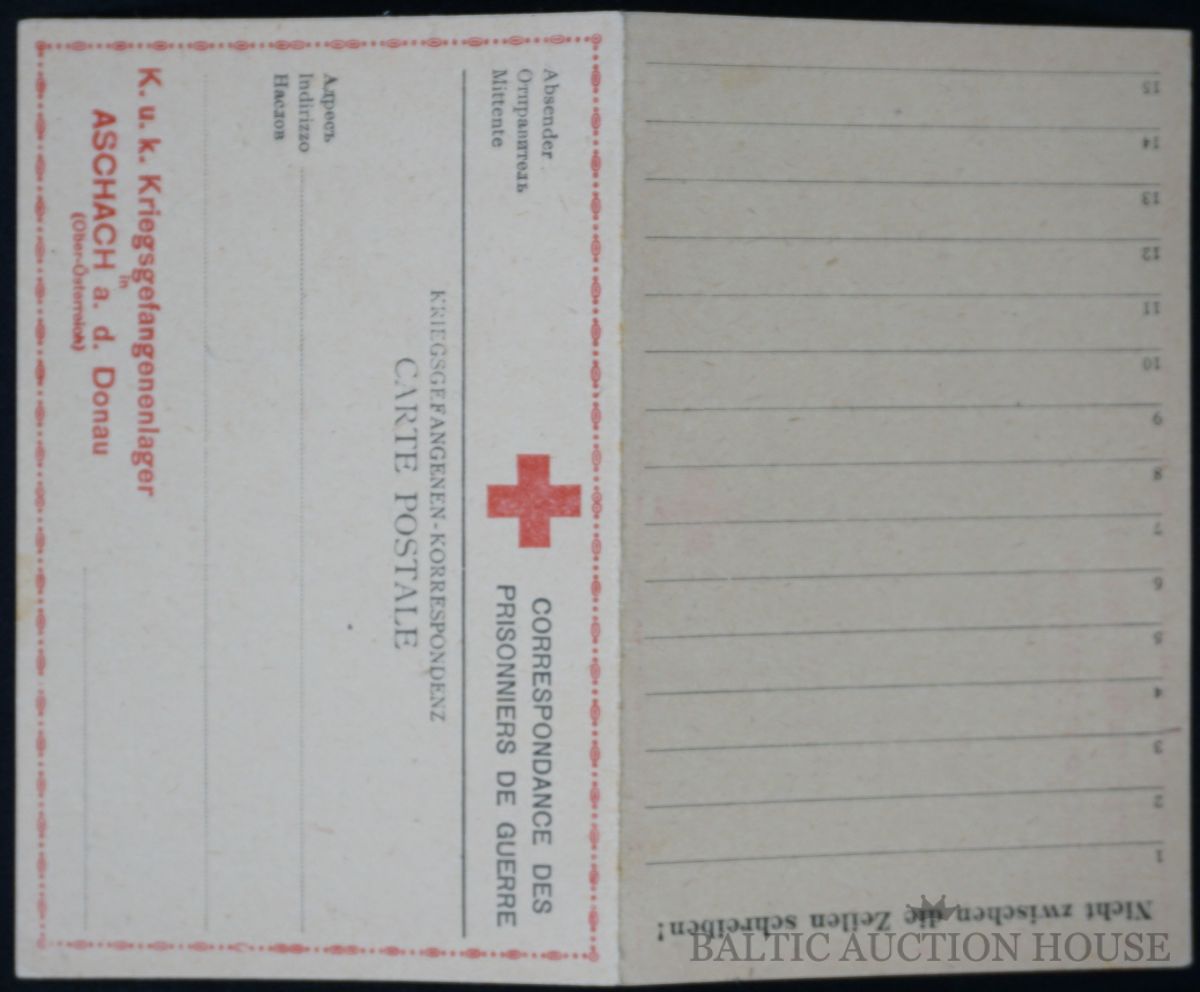 Absender
Отправитель
Mittente
CORRESPONDANCE DES
PRISONNIERS DE GUERRE
KRIEGSGEFANGENEN-KORRESPONDENZ
CARTE POSTALE
Адресъ
Indirizzo
Наслов
K. u. k. Kriegsgefangenenlager
in
ASCHACH a. d. Donau
(Ober-Österreich)
Nicht zwischen die Zeilen schreiben!
1
2
3
4
5
6
7
8
9
10
11
12
13
14
15
BALTIC AUCTION HOUSE